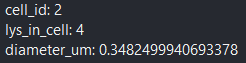 cell_id: 2
lys_in_cell: 4
diameter_um: 0.3482499940693378